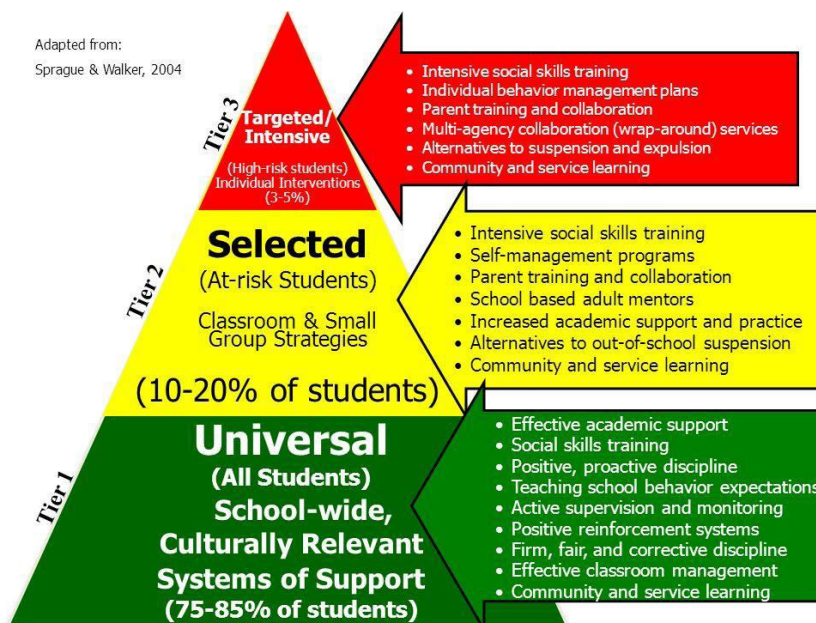 Adapted from:
Sprague & Walker, 2004
Tier 3
Targeted/
Intensive
(High-risk students)
Individual Interventions
(3-5%)
• Intensive social skills training
• Individual behavior management plans
• Parent training and collaboration
• Multi-agency collaboration (wrap-around) services
• Alternatives to suspension and expulsion
• Community and service learning
Tier 2
Selected
(At-risk Students)
Classroom & Small
Group Strategies
(10-20% of students)
• Intensive social skills training
• Self-management programs
• Parent training and collaboration
• School based adult mentors
• Increased academic support and practice
• Alternatives to out-of-school suspension
• Community and service learning
Tier 1
Universal
(All Students)
School-wide,
Culturally Relevant
Systems of Support
(75-85% of students)
• Effective academic support
• Social skills training
• Positive, proactive discipline
• Teaching school behavior expectations
• Active supervision and monitoring
• Positive reinforcement systems
• Firm, fair, and corrective discipline
• Effective classroom management
• Community and service learning